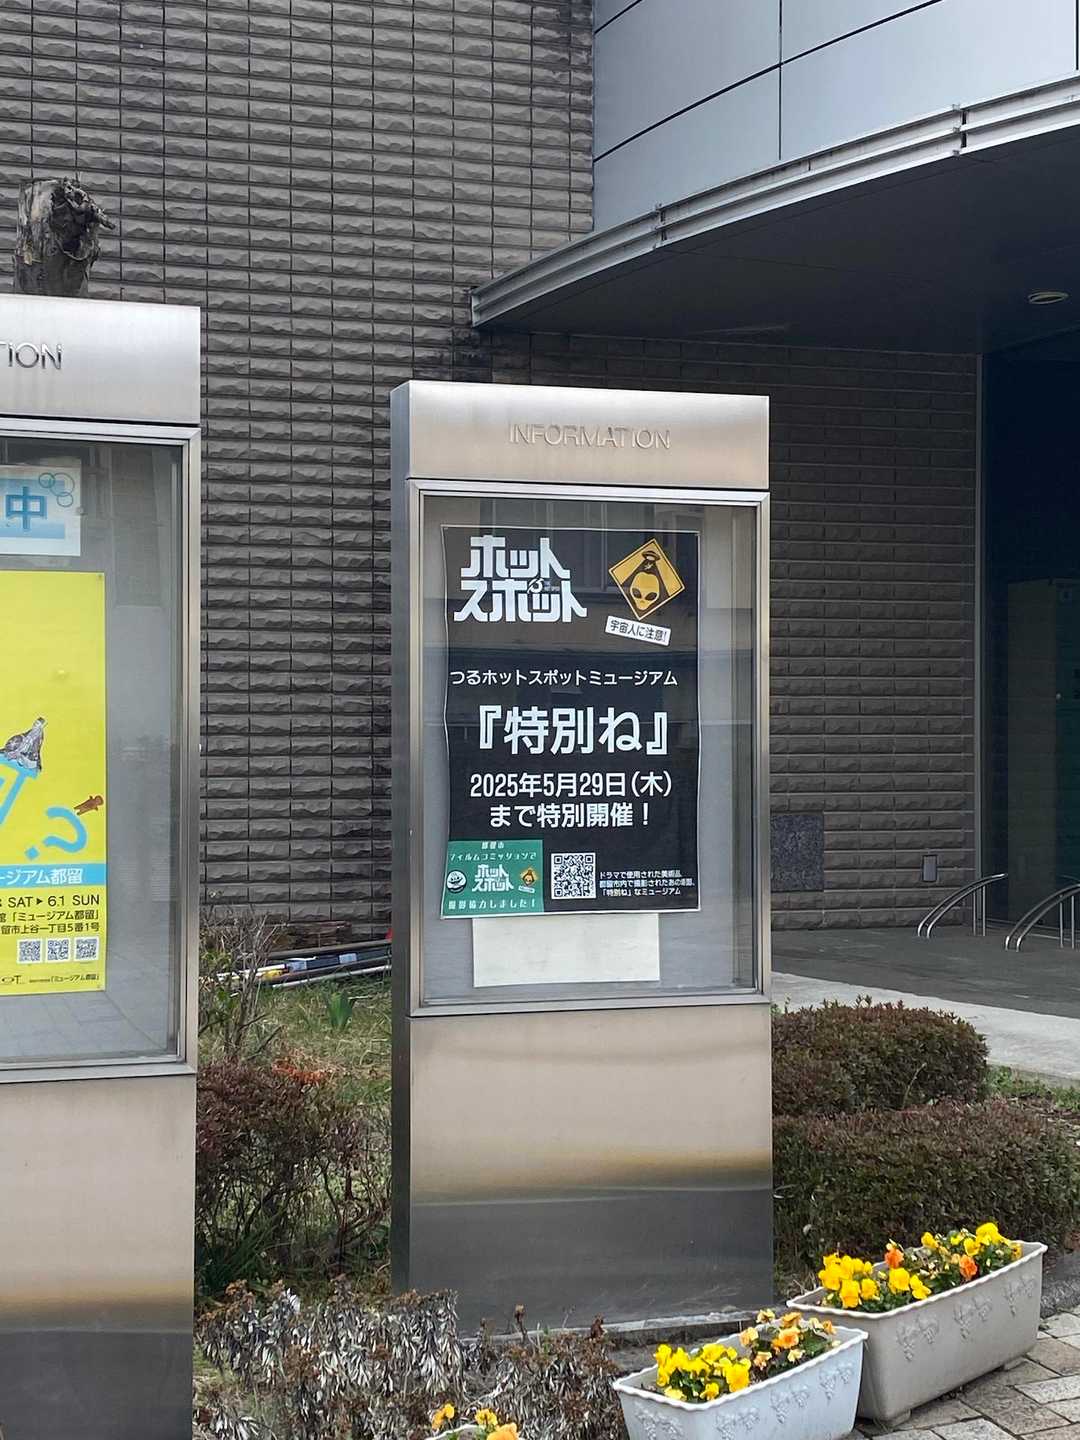 TION
中
ージアム都留
SAT ▶ 6.1 SUN
館「ミュージアム都留」
留市上谷一丁目5番1号
INFORMATION
ホット
スポット
宇宙人に注意!
つるホットスポットミュージアム
『特別ね』
2025年5月29日(木)
まで特別開催!
都留市
フィルムコミッションで
ホット
スポット
撮影協力しました!
ドラマで使用された美術品、
都留市内で撮影されたあの場面、
「特別ね」なミュージアム